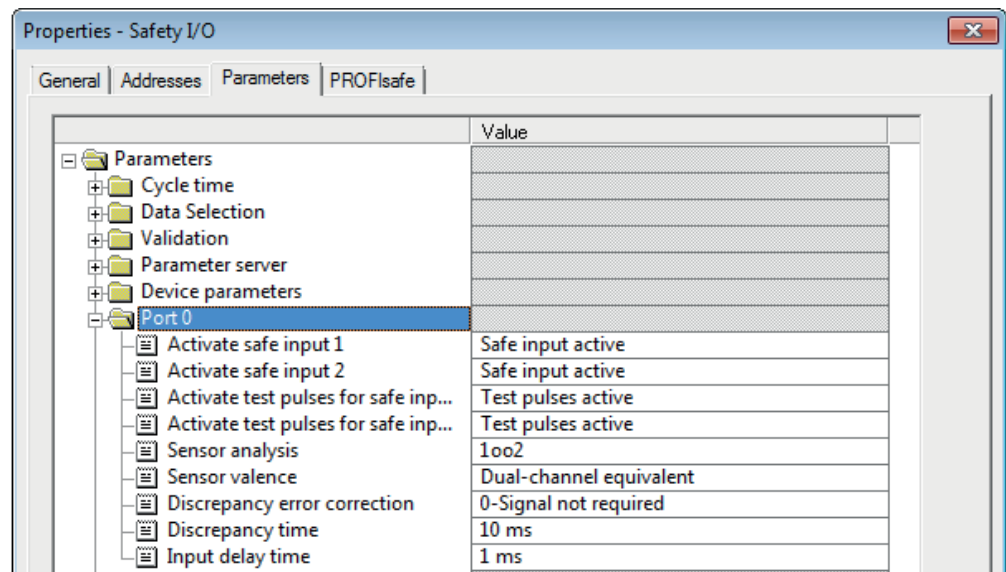 Properties - Safety I/O
General Addresses Parameters PROFIsafe
Value
Parameters
Cycle time
Data Selection
Validation
Parameter server
Device parameters
Port 0
Activate safe input 1 Safe input active
Activate safe input 2 Safe input active
Activate test pulses for safe inp... Test pulses active
Activate test pulses for safe inp... Test pulses active
Sensor analysis 1oo2
Sensor valence Dual-channel equivalent
Discrepancy error correction 0-Signal not required
Discrepancy time 10 ms
Input delay time 1 ms